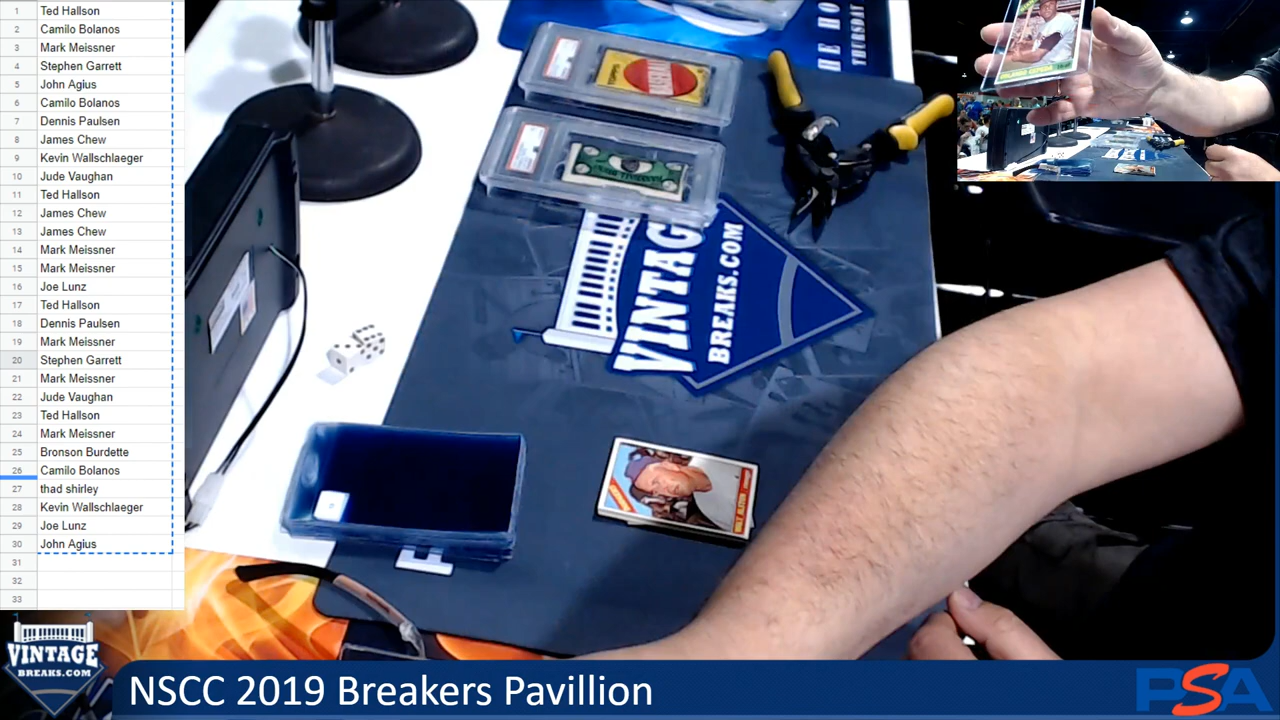 1 Ted Hallson
2 Camilo Bolanos
3 Mark Meissner
4 Stephen Garrett
5 John Agius
6 Camilo Bolanos
7 Dennis Paulsen
8 James Chew
9 Kevin Wallschlaeger
10 Jude Vaughan
11 Ted Hallson
12 James Chew
13 James Chew
14 Mark Meissner
15 Mark Meissner
16 Joe Lunz
17 Ted Hallson
18 Dennis Paulsen
19 Mark Meissner
20 Stephen Garrett
21 Mark Meissner
22 Jude Vaughan
23 Ted Hallson
24 Mark Meissner
25 Bronson Burdette
26 Camilo Bolanos
27 thad shirley
28 Kevin Wallschlaeger
29 Joe Lunz
30 John Agius
31
32
33
THURSDAY
BASEBALL
VINTAG
BREAKS.COM
VINTAGE
BREAKS.COM
NSCC 2019 Breakers Pavillion
PSA